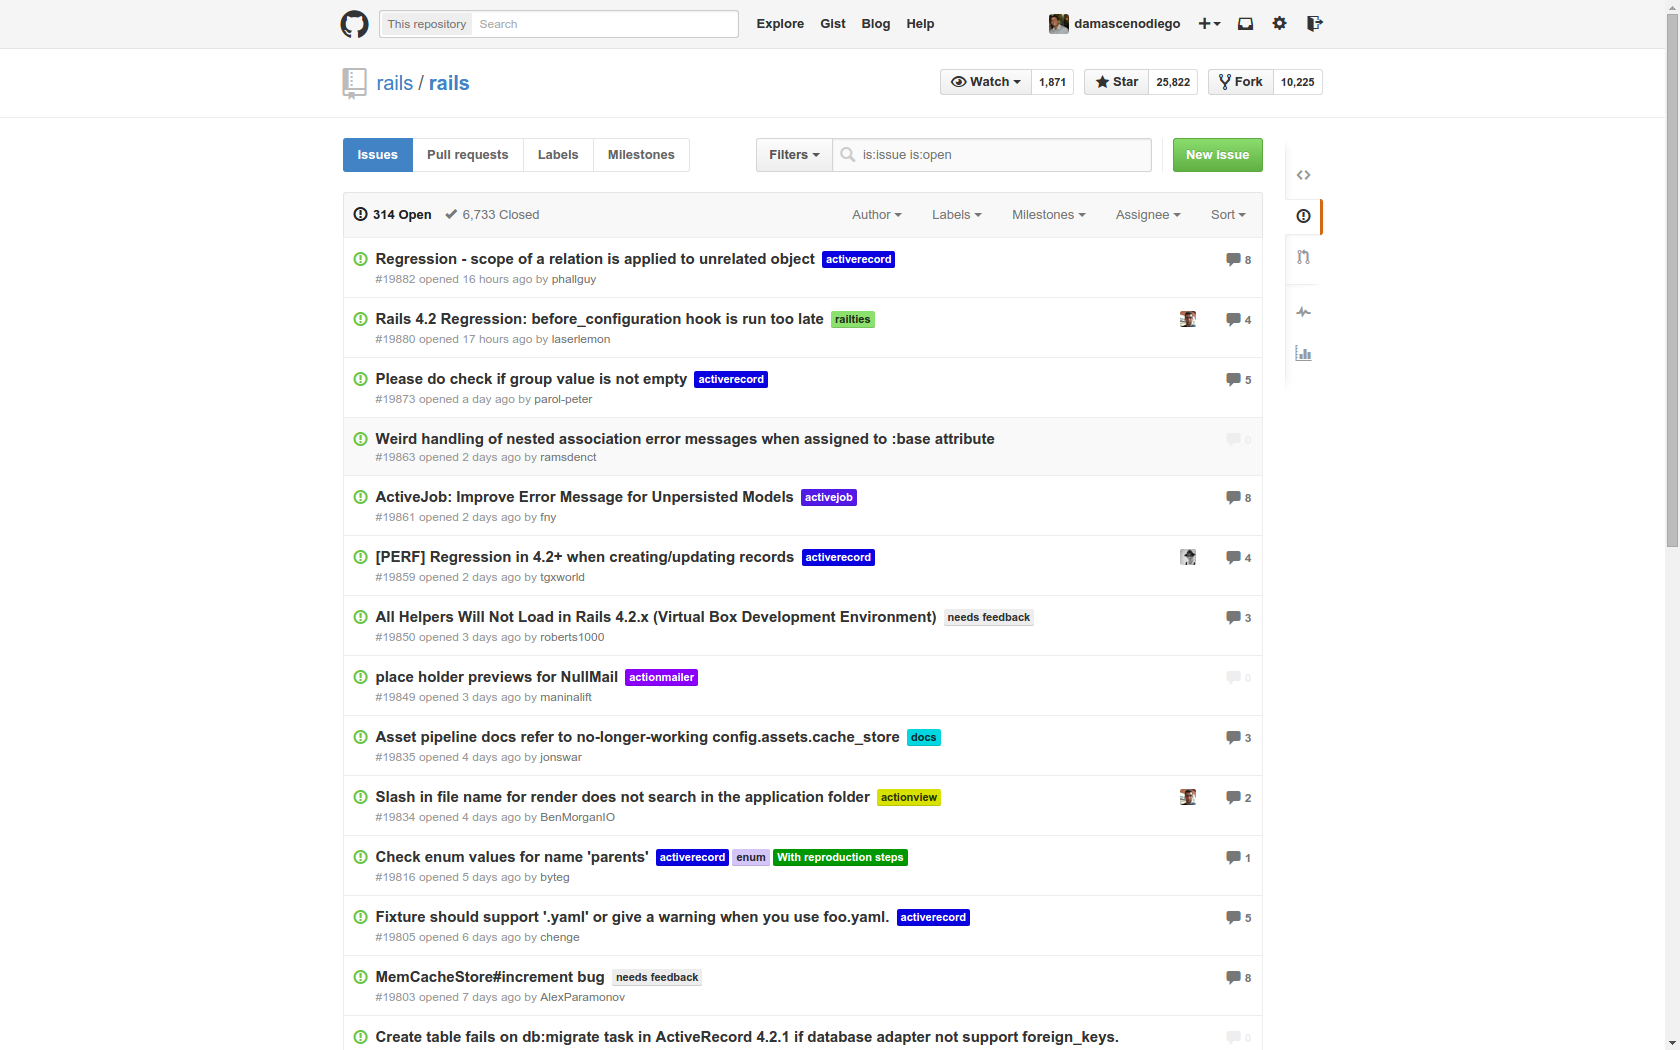 This repository Search Explore Gist Blog Help damascenodiego
rails / rails Watch 1,871 Star 25,822 Fork 10,225
Issues Pull requests Labels Milestones Filters is:issue is:open New issue
314 Open 6,733 Closed Author Labels Milestones Assignee Sort
Regression - scope of a relation is applied to unrelated object activerecord 8
#19882 opened 16 hours ago by phallguy
Rails 4.2 Regression: before_configuration hook is run too late railties 4
#19880 opened 17 hours ago by laserlemon
Please do check if group value is not empty activerecord 5
#19873 opened a day ago by parol-peter
Weird handling of nested association error messages when assigned to :base attribute 0
#19863 opened 2 days ago by ramsdenct
ActiveJob: Improve Error Message for Unpersisted Models activejob 8
#19861 opened 2 days ago by fny
[PERF] Regression in 4.2+ when creating/updating records activerecord 4
#19859 opened 2 days ago by tgxworld
All Helpers Will Not Load in Rails 4.2.x (Virtual Box Development Environment) needs feedback 3
#19850 opened 3 days ago by roberts1000
place holder previews for NullMail actionmailer 0
#19849 opened 3 days ago by maninalift
Asset pipeline docs refer to no-longer-working config.assets.cache_store docs 3
#19835 opened 4 days ago by jonswar
Slash in file name for render does not search in the application folder actionview 2
#19834 opened 4 days ago by BenMorganIO
Check enum values for name 'parents' activerecord enum With reproduction steps 1
#19816 opened 5 days ago by byteg
Fixture should support '.yaml' or give a warning when you use foo.yaml. activerecord 5
#19805 opened 6 days ago by chenge
MemCacheStore#increment bug needs feedback 8
#19803 opened 7 days ago by AlexParamonov
Create table fails on db:migrate task in ActiveRecord 4.2.1 if database adapter not support foreign_keys. 0